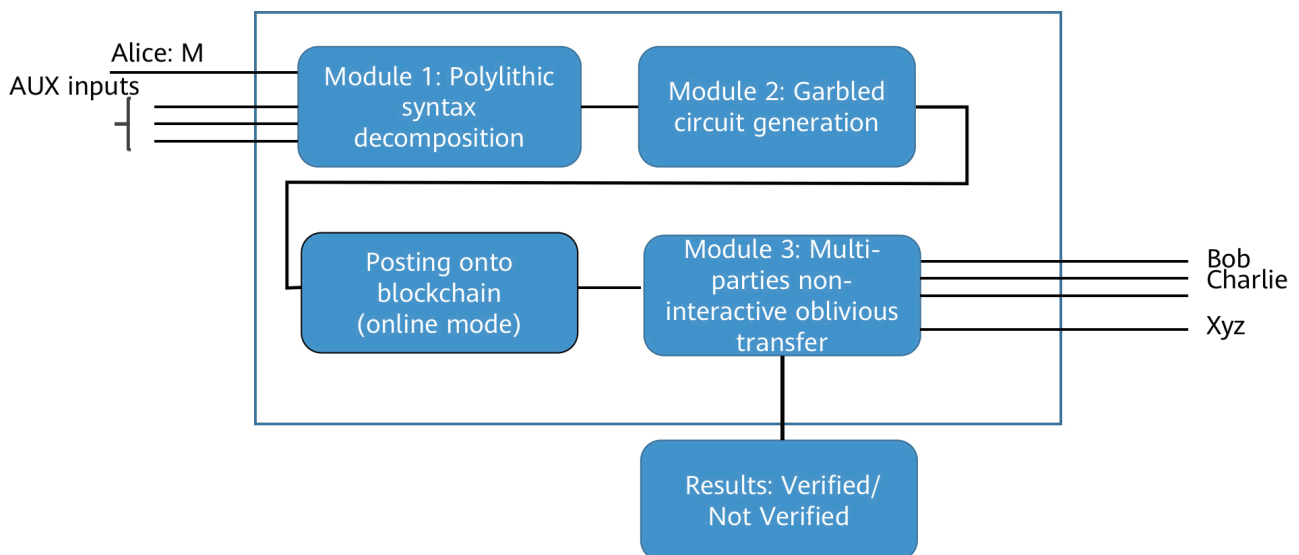 Alice: M
AUX inputs
Module 1: Polylithic
syntax
decomposition
Module 2: Garbled
circuit generation
Posting onto
blockchain
(online mode)
Module 3: Multi-
parties non-
interactive oblivious
transfer
Bob
Charlie
Xyz
Results: Verified/
Not Verified